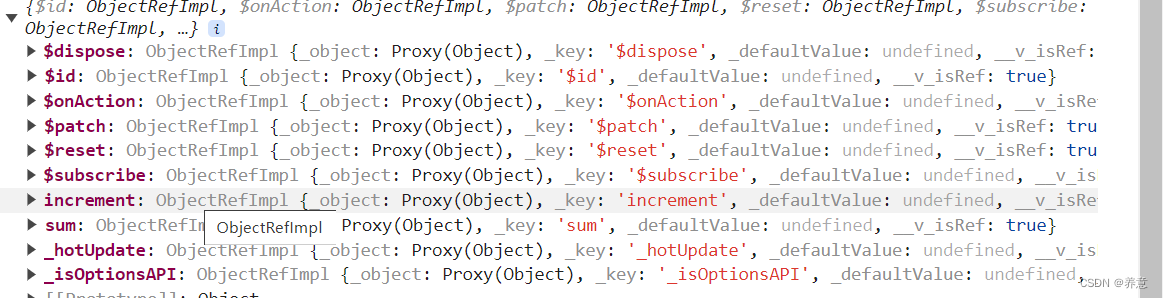 {$id: ObjectRefImpl, $onAction: ObjectRefImpl, $patch: ObjectRefImpl, $reset: ObjectRefImpl, $subscribe:
ObjectRefImpl, …} i
$dispose: ObjectRefImpl {_object: Proxy(Object), _key: '$dispose', _defaultValue: undefined, __v_isRef:
$id: ObjectRefImpl {_object: Proxy(Object), _key: '$id', _defaultValue: undefined, __v_isRef: true}
$onAction: ObjectRefImpl {_object: Proxy(Object), _key: '$onAction', _defaultValue: undefined, __v_isRe
$patch: ObjectRefImpl {_object: Proxy(Object), _key: '$patch', _defaultValue: undefined, __v_isRef: tru
$reset: ObjectRefImpl {_object: Proxy(Object), _key: '$reset', _defaultValue: undefined, __v_isRef: tru
$subscribe: ObjectRefImpl {_object: Proxy(Object), _key: '$subscribe', _defaultValue: undefined, __v_is
increment: ObjectRefImpl {_object: Proxy(Object), _key: 'increment', _defaultValue: undefined, __v_isRe
sum: ObjectRefI Proxy(Object), _key: 'sum', _defaultValue: undefined, __v_isRef: true}
ObjectRefImpl
_hotUpdate: ObjectRefImpl {_object: Proxy(Object), _key: '_hotUpdate', _defaultValue: undefined, __v_is
_isOptionsAPI: ObjectRefImpl {_object: Proxy(Object), _key: '_isOptionsAPI', _defaultValue: undefined,
[[Prototype]]: Object
CSDN @养意